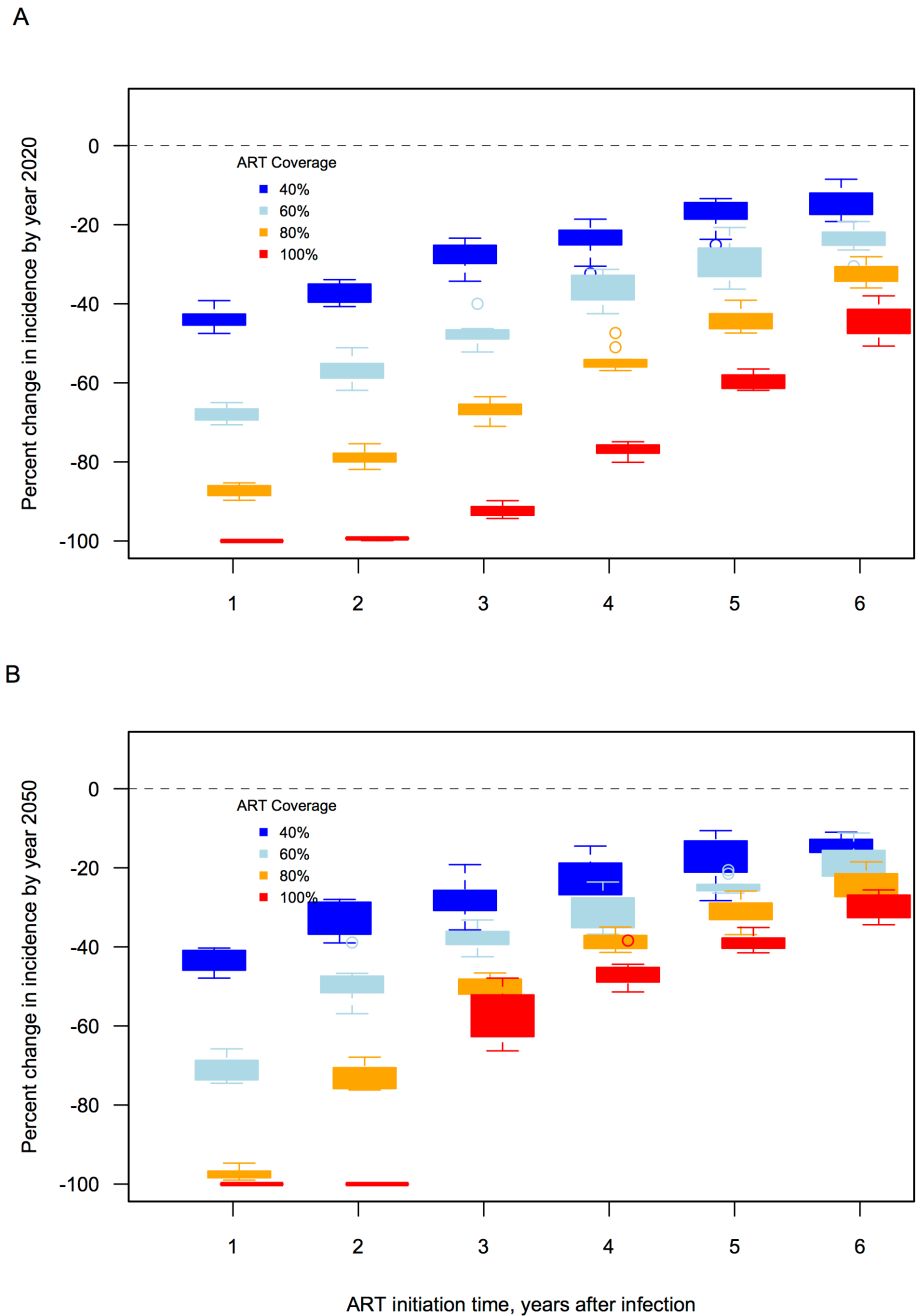 A
Percent change in incidence by year 2020
0
-20
-40
-60
-80
-100
ART Coverage
40%
60%
80%
100%
1 2 3 4 5 6
B
Percent change in incidence by year 2050
0
-20
-40
-60
-80
-100
ART Coverage
40%
60%
80%
100%
1 2 3 4 5 6
ART initiation time, years after infection